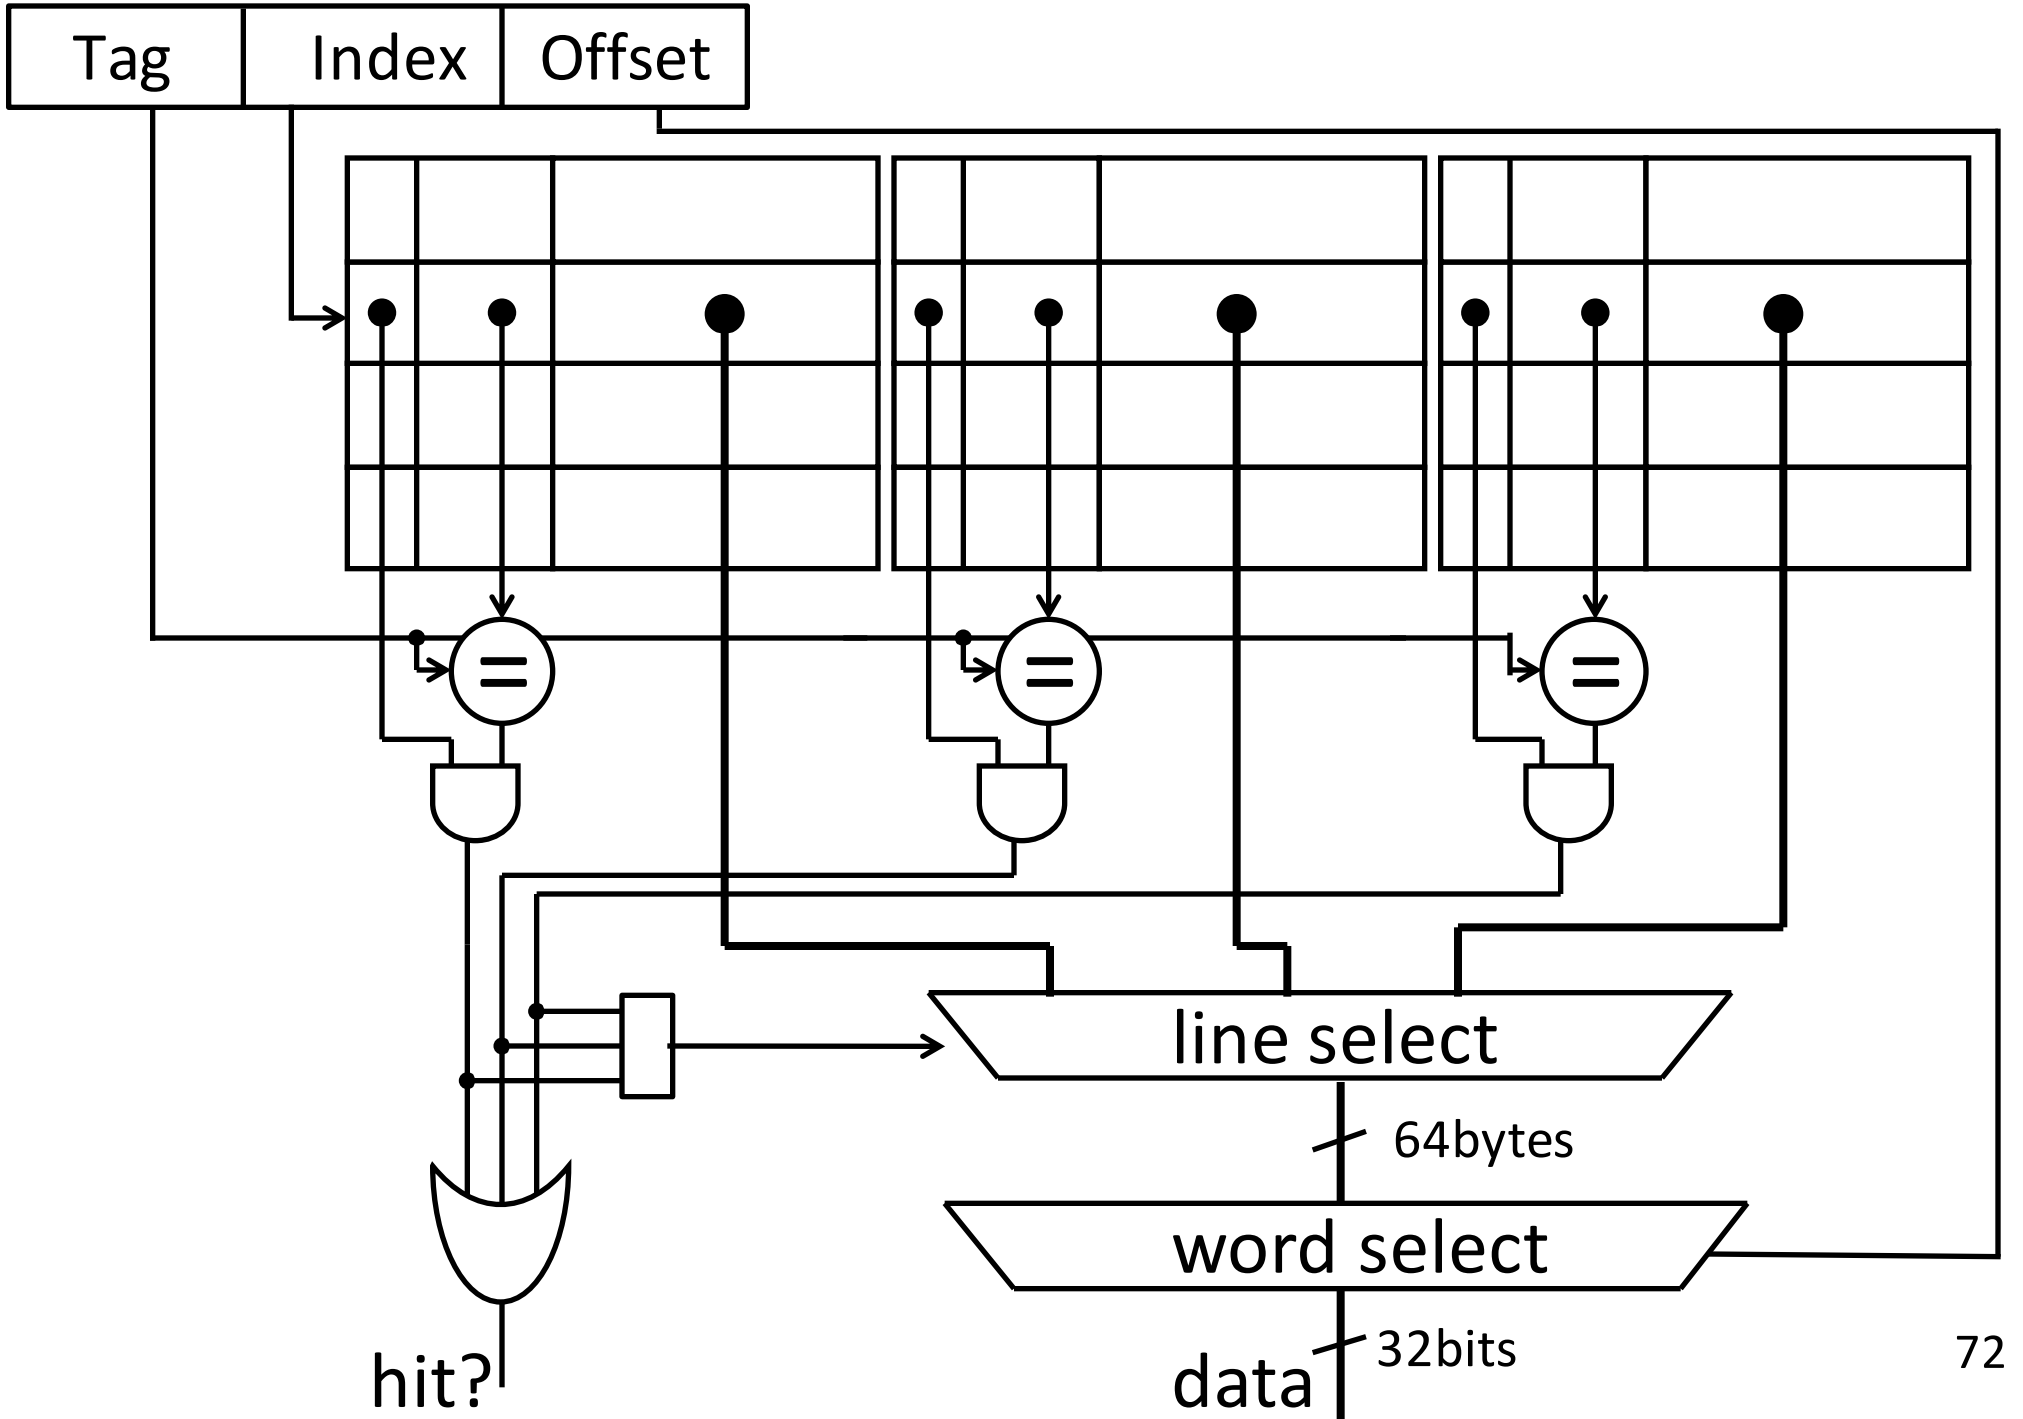 Tag Index Offset
= = =
line select
64bytes
word select
32bits
hit? data
72